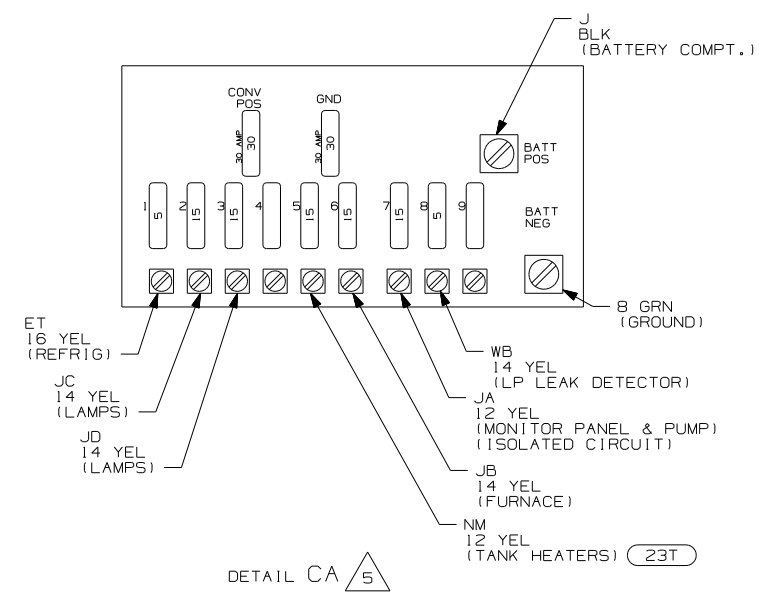 J
BLK
(BATTERY COMPT.)
CONV
POS
GND
30 AMP
30
30 AMP
30
BATT
POS
1
5
2
15
3
15
4
5
15
6
15
7
15
8
5
9
BATT
NEG
8 GRN
(GROUND)
ET
16 YEL
(REFRIG)
WB
14 YEL
(LP LEAK DETECTOR)
JC
14 YEL
(LAMPS)
JA
12 YEL
(MONITOR PANEL & PUMP)
(ISOLATED CIRCUIT)
JD
14 YEL
(LAMPS)
JB
14 YEL
(FURNACE)
NM
12 YEL
(TANK HEATERS) 23T
DETAIL CA 5